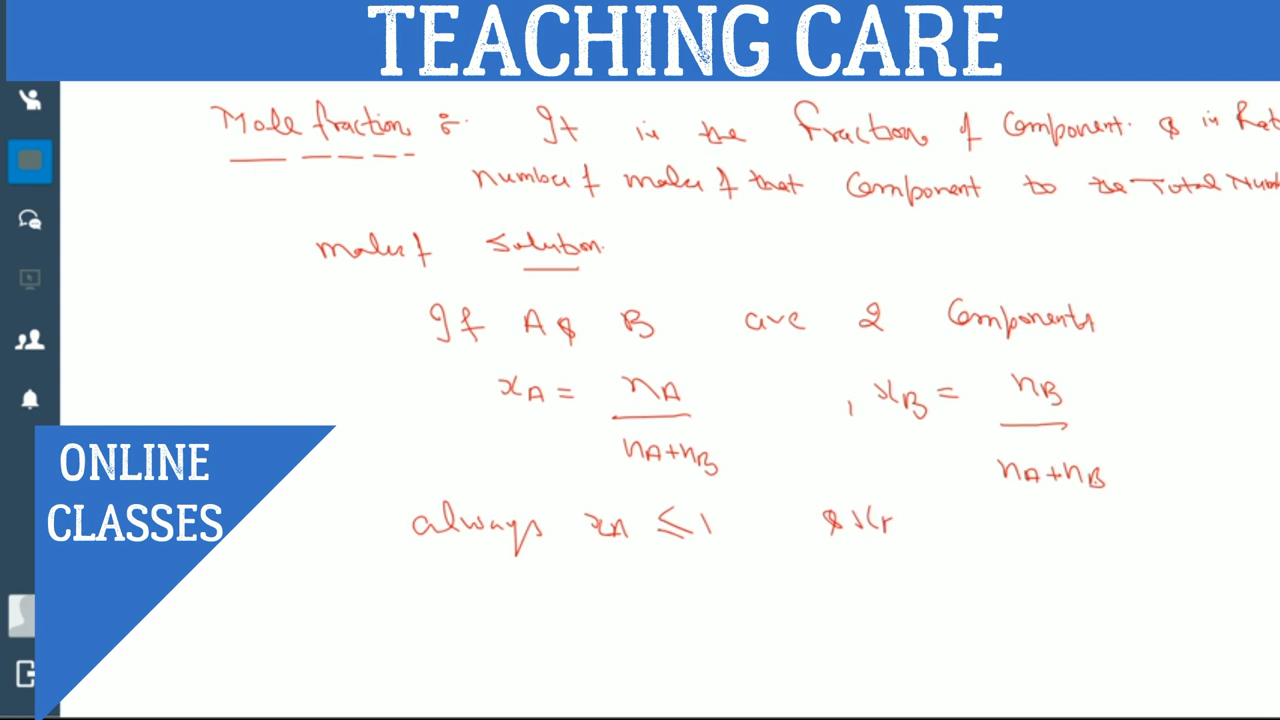 TEACHING CARE
Mole fraction :- It is the fraction of Component & is
number of moles of that Component to the Total
moles of solution.
If A & B are 2 Components
xA = nA / nA+nB , xB = nB / nA+nB
always xA ≤ 1 &
ONLINE
CLASSES